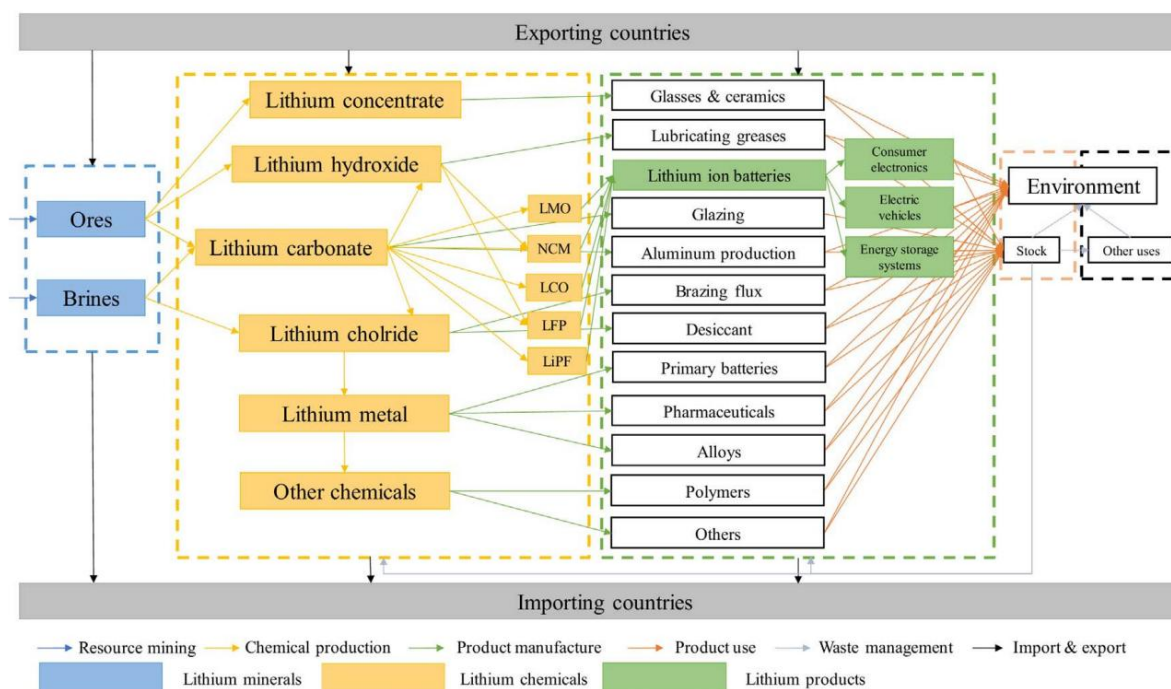 Exporting countries
Lithium concentrate
Lithium hydroxide
Lithium carbonate
Lithium cholride
Lithium metal
Other chemicals
Ores
Brines
LMO
NCM
LCO
LFP
LiPF
Glasses & ceramics
Lubricating greases
Lithium ion batteries
Glazing
Aluminum production
Brazing flux
Desiccant
Primary batteries
Pharmaceuticals
Alloys
Polymers
Others
Consumer
electronics
Electric
vehicles
Energy storage
systems
Environment
Stock
Other uses
Importing countries
Resource mining
Chemical production
Product manufacture
Product use
Waste management
Import & export
Lithium minerals
Lithium chemicals
Lithium products